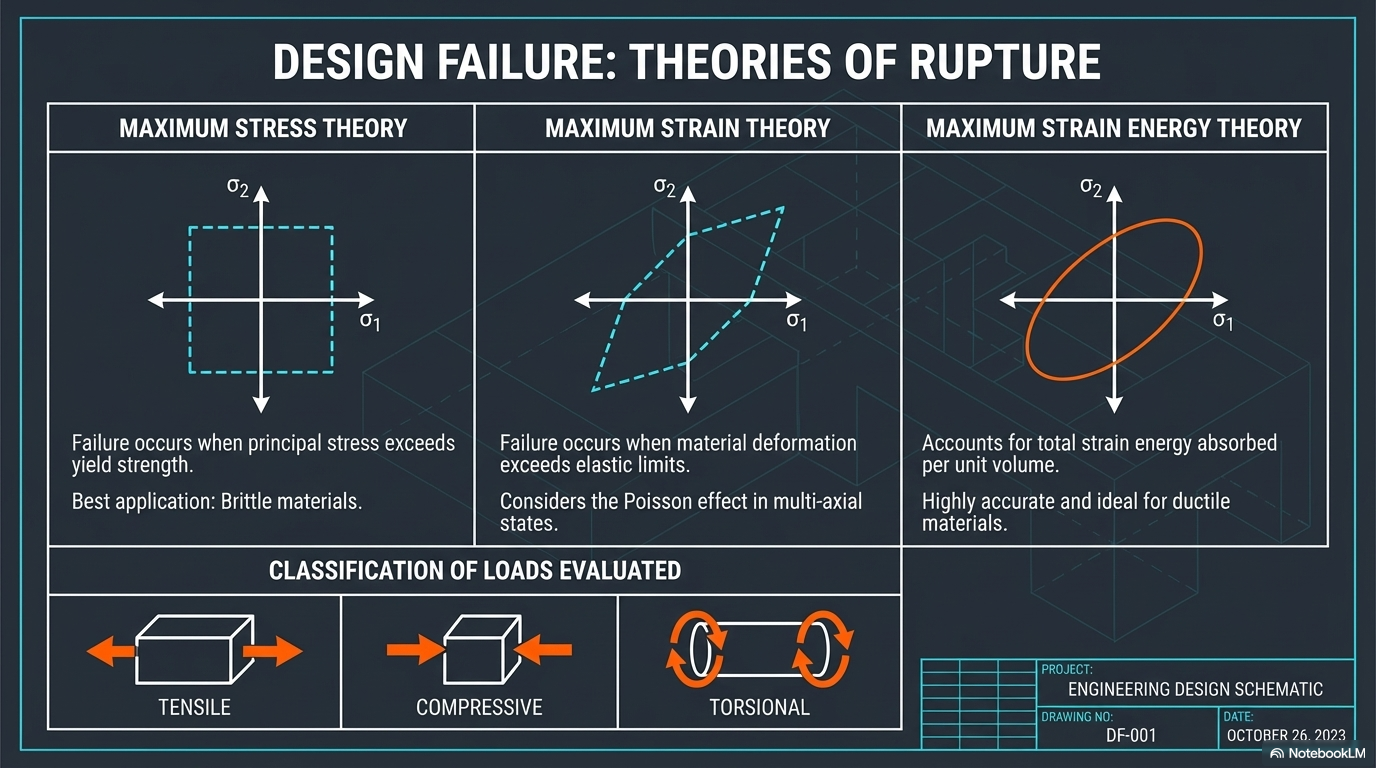 DESIGN FAILURE: THEORIES OF RUPTURE
MAXIMUM STRESS THEORY
σ2
σ1
Failure occurs when principal stress exceeds
yield strength.
Best application: Brittle materials.
MAXIMUM STRAIN THEORY
σ2
σ1
Failure occurs when material deformation
exceeds elastic limits.
Considers the Poisson effect in multi-axial
states.
MAXIMUM STRAIN ENERGY THEORY
σ2
σ1
Accounts for total strain energy absorbed
per unit volume.
Highly accurate and ideal for ductile
materials.
CLASSIFICATION OF LOADS EVALUATED
TENSILE
COMPRESSIVE
TORSIONAL
PROJECT:
ENGINEERING DESIGN SCHEMATIC
DRAWING NO:
DF-001
DATE:
OCTOBER 26, 2023
NotebookLM